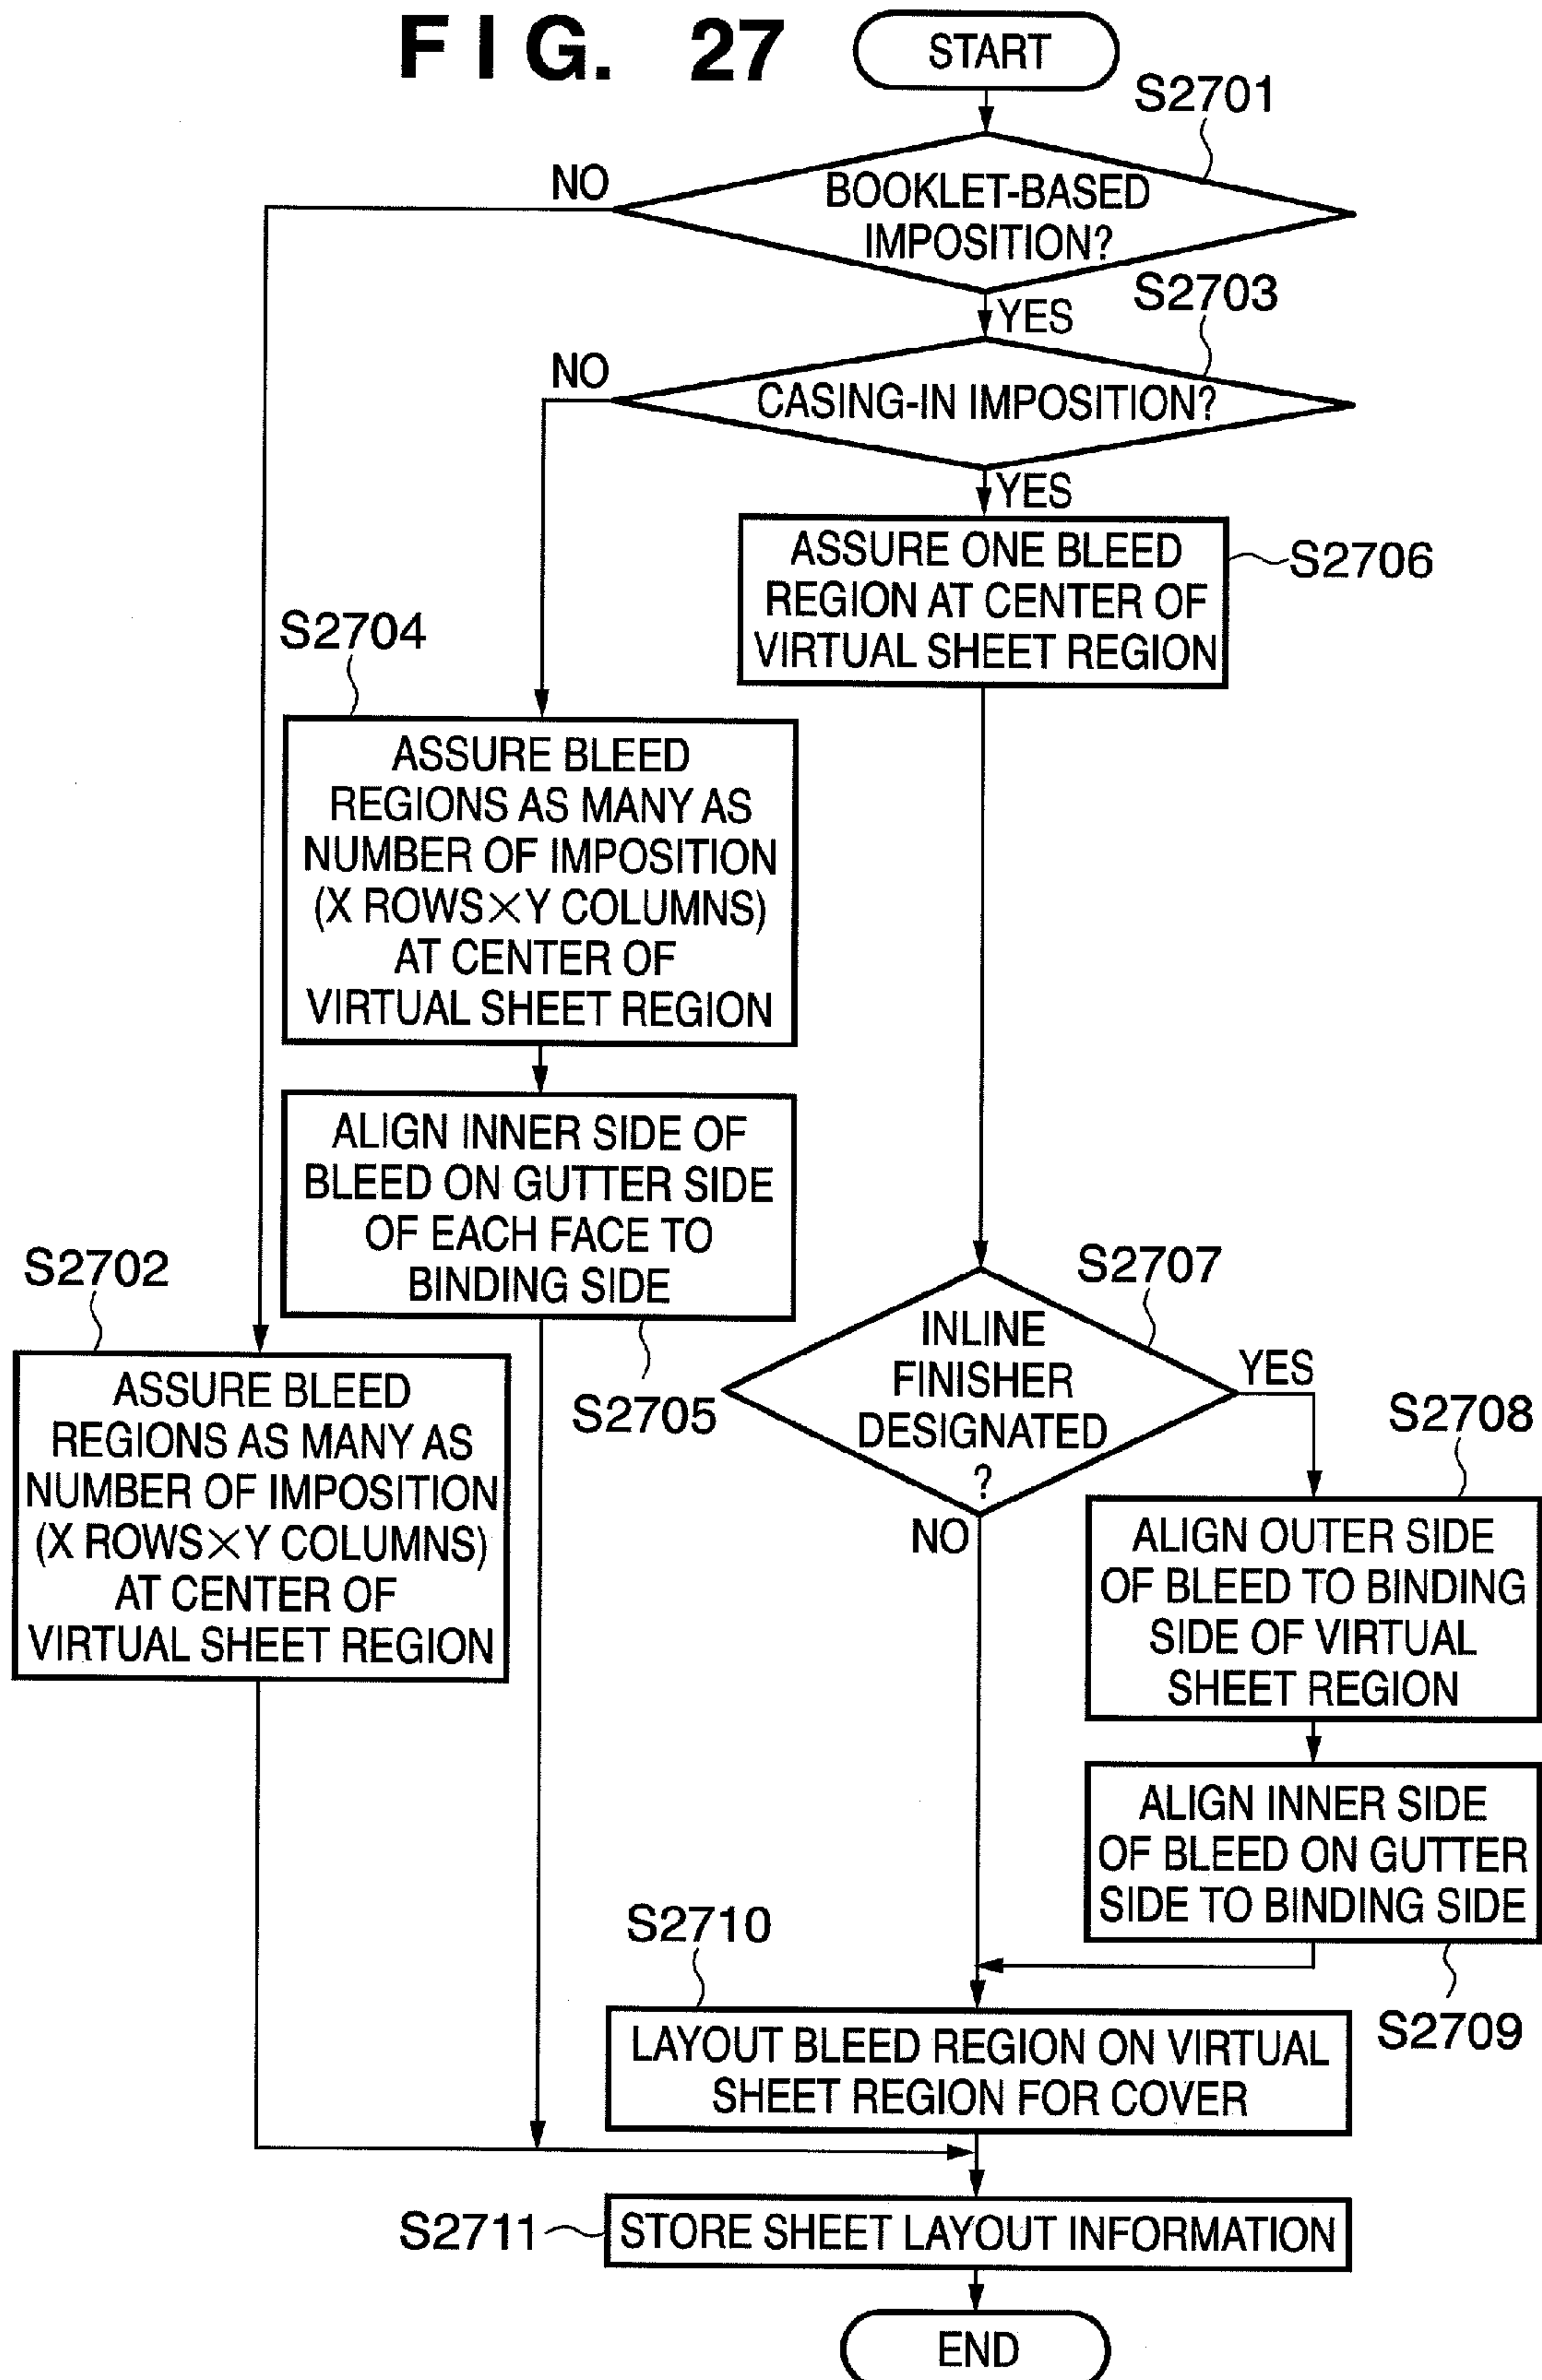 FIG. 27
START
S2701
NO
BOOKLET-BASED
IMPOSITION?
YES
S2703
NO
CASING-IN IMPOSITION?
YES
ASSURE ONE BLEED
REGION AT CENTER OF
VIRTUAL SHEET REGION
S2706
S2704
ASSURE BLEED
REGIONS AS MANY AS
NUMBER OF IMPOSITION
(X ROWS×Y COLUMNS)
AT CENTER OF
VIRTUAL SHEET REGION
ALIGN INNER SIDE OF
BLEED ON GUTTER SIDE
OF EACH FACE TO
BINDING SIDE
S2705
S2702
ASSURE BLEED
REGIONS AS MANY AS
NUMBER OF IMPOSITION
(X ROWS×Y COLUMNS)
AT CENTER OF
VIRTUAL SHEET REGION
S2707
INLINE
FINISHER
DESIGNATED
?
YES
NO
S2708
ALIGN OUTER SIDE
OF BLEED TO BINDING
SIDE OF VIRTUAL
SHEET REGION
ALIGN INNER SIDE
OF BLEED ON GUTTER
SIDE TO BINDING SIDE
S2709
S2710
LAYOUT BLEED REGION ON VIRTUAL
SHEET REGION FOR COVER
S2711
STORE SHEET LAYOUT INFORMATION
END